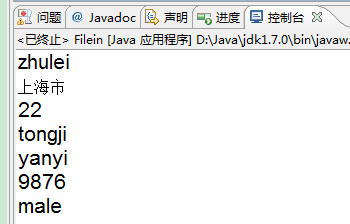 问题 @ Javadoc 声明 进度 控制台
<已终止> Filein [Java 应用程序] D:\Java\jdk1.7.0\bin\javaw.
zhulei
上海市
22
tongji
yanyi
9876
male